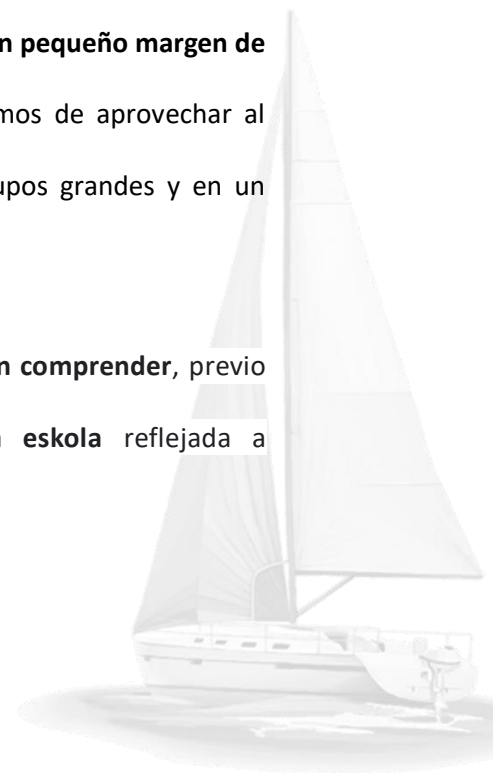 n pequeño margen de
mos de aprovechar al
upos grandes y en un
n comprender, previo
eskola reflejada a